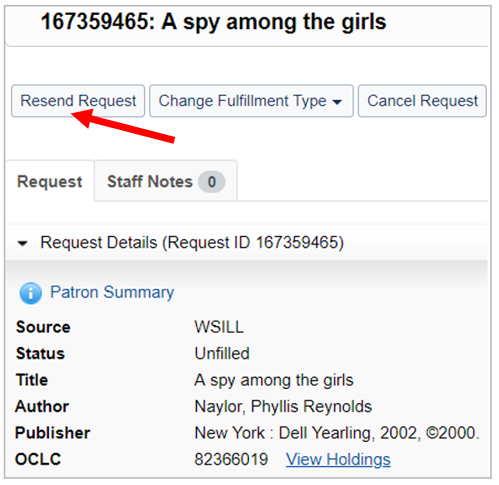 167359465: A spy among the girls
Resend Request Change Fulfillment Type Cancel Request
Request Staff Notes 0
Request Details (Request ID 167359465)
Patron Summary
Source WSILL
Status Unfilled
Title A spy among the girls
Author Naylor, Phyllis Reynolds
Publisher New York : Dell Yearling, 2002, ©2000.
OCLC 82366019 View Holdings